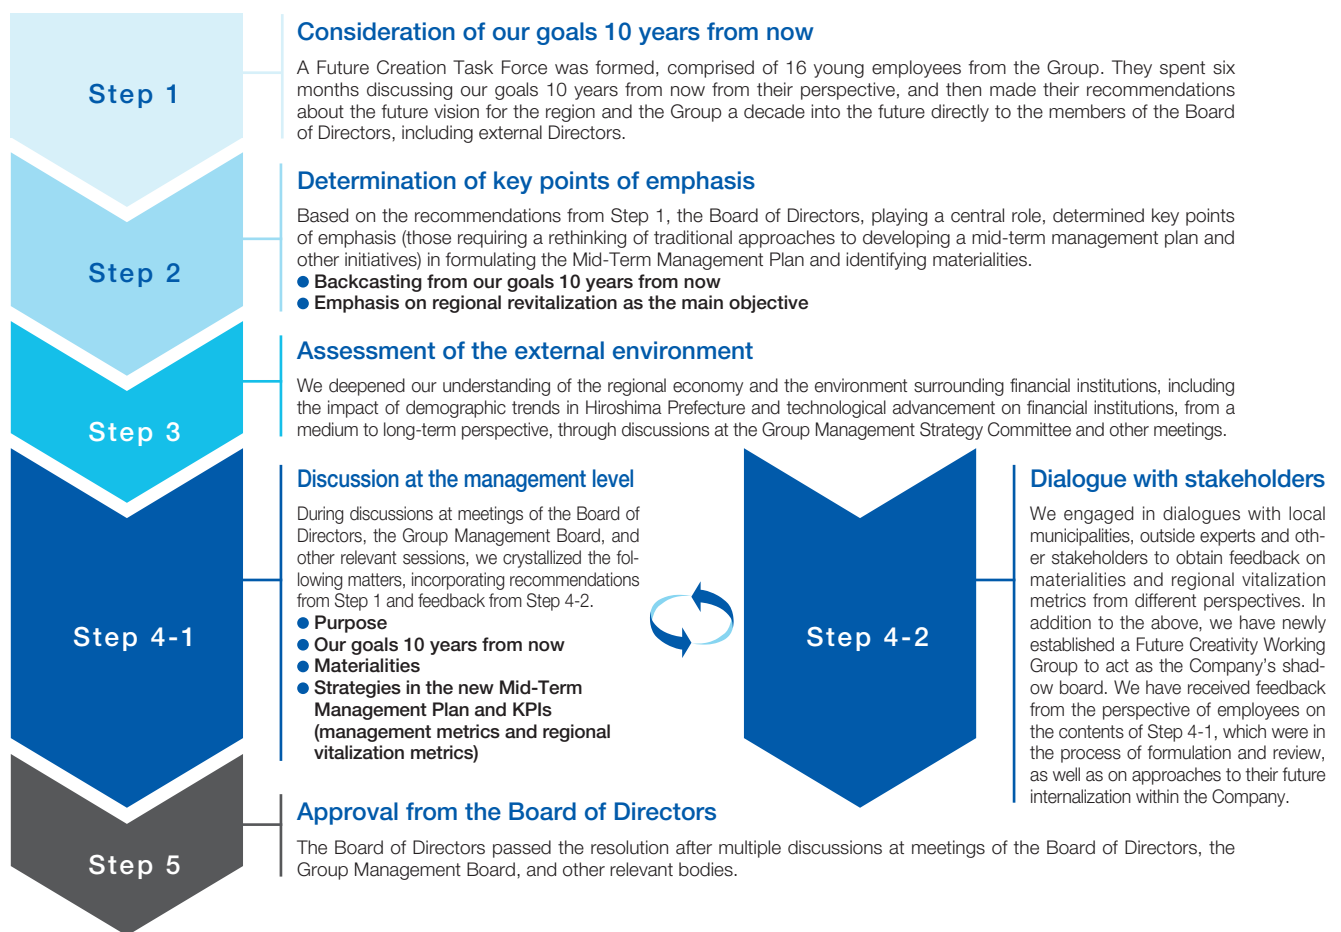 Step 1
Consideration of our goals 10 years from now
A Future Creation Task Force was formed, comprised of 16 young employees from the Group. They spent six
months discussing our goals 10 years from now from their perspective, and then made their recommendations
about the future vision for the region and the Group a decade into the future directly to the members of the Board
of Directors, including external Directors.
Step 2
Determination of key points of emphasis
Based on the recommendations from Step 1, the Board of Directors, playing a central role, determined key points
of emphasis (those requiring a rethinking of traditional approaches to developing a mid-term management plan and
other initiatives) in formulating the Mid-Term Management Plan and identifying materialities.
● Backcasting from our goals 10 years from now
● Emphasis on regional revitalization as the main objective
Step 3
Assessment of the external environment
We deepened our understanding of the regional economy and the environment surrounding financial institutions, including
the impact of demographic trends in Hiroshima Prefecture and technological advancement on financial institutions, from a
medium to long-term perspective, through discussions at the Group Management Strategy Committee and other meetings.
Step 4-1
Discussion at the management level
During discussions at meetings of the Board of
Directors, the Group Management Board, and
other relevant sessions, we crystallized the fol-
lowing matters, incorporating recommendations
from Step 1 and feedback from Step 4-2.
● Purpose
● Our goals 10 years from now
● Materialities
● Strategies in the new Mid-Term
Management Plan and KPIs
(management metrics and regional
vitalization metrics)
Step 4-2
Dialogue with stakeholders
We engaged in dialogues with local
municipalities, outside experts and oth-
er stakeholders to obtain feedback on
materialities and regional vitalization
metrics from different perspectives. In
addition to the above, we have newly
established a Future Creativity Working
Group to act as the Company's shad-
ow board. We have received feedback
from the perspective of employees on
the contents of Step 4-1, which were in
the process of formulation and review,
as well as on approaches to their future
internalization within the Company.
Step 5
Approval from the Board of Directors
The Board of Directors passed the resolution after multiple discussions at meetings of the Board of Directors, the
Group Management Board, and other relevant bodies.